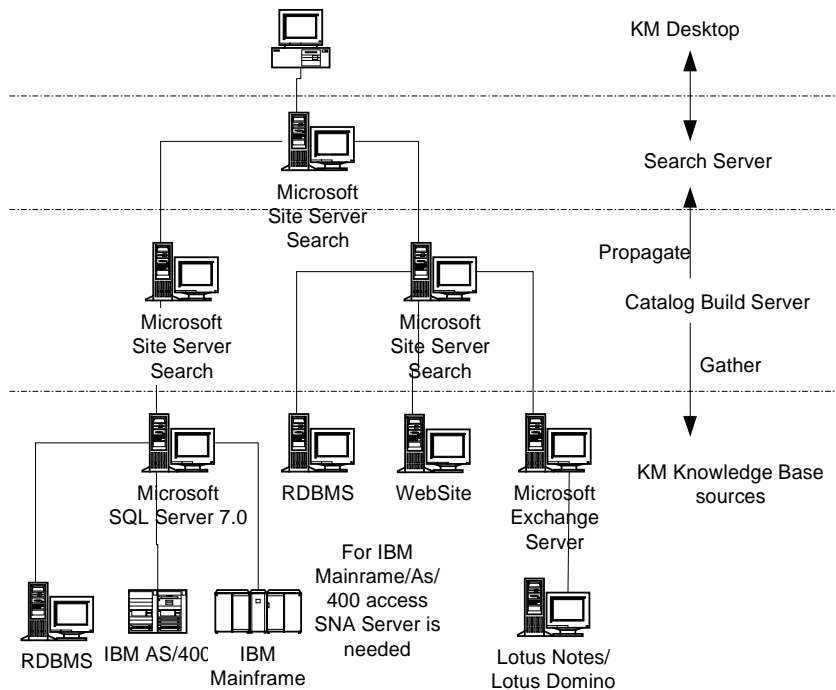 KM Desktop
Search Server
Microsoft
Site Server
Search
Propagate
Catalog Build Server
Gather
Microsoft
Site Server
Search
Microsoft
Site Server
Search
Microsoft
SQL Server 7.0
RDBMS
WebSite
Microsoft
Exchange
Server
KM Knowledge Base
sources
For IBM
Mainframe/As/
400 access
SNA Server is
needed
RDBMS
IBM AS/400
IBM
Mainframe
Lotus Notes/
Lotus Domino